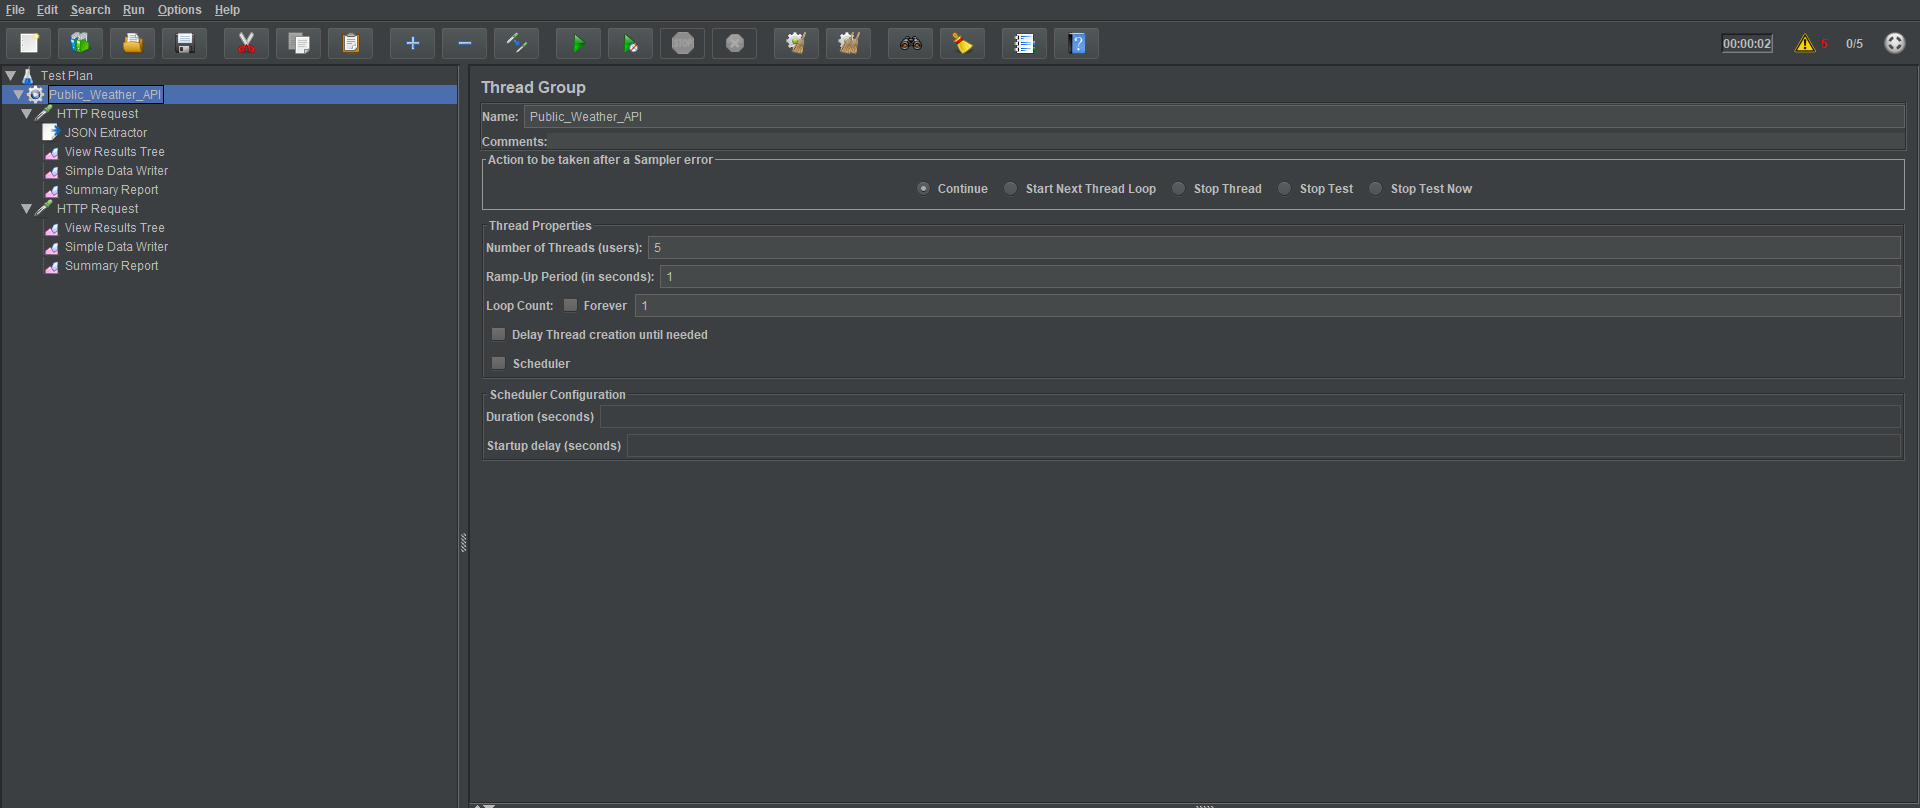 File Edit Search Run Options Help
STOP
00:00:02 5 0/5
Test Plan
Public_Weather_API
HTTP Request
JSON Extractor
View Results Tree
Simple Data Writer
Summary Report
HTTP Request
View Results Tree
Simple Data Writer
Summary Report
Thread Group
Name: Public_Weather_API
Comments:
Action to be taken after a Sampler error
Continue Start Next Thread Loop Stop Thread Stop Test Stop Test Now
Thread Properties
Number of Threads (users): 5
Ramp-Up Period (in seconds): 1
Loop Count: Forever 1
Delay Thread creation until needed
Scheduler
Scheduler Configuration
Duration (seconds)
Startup delay (seconds)